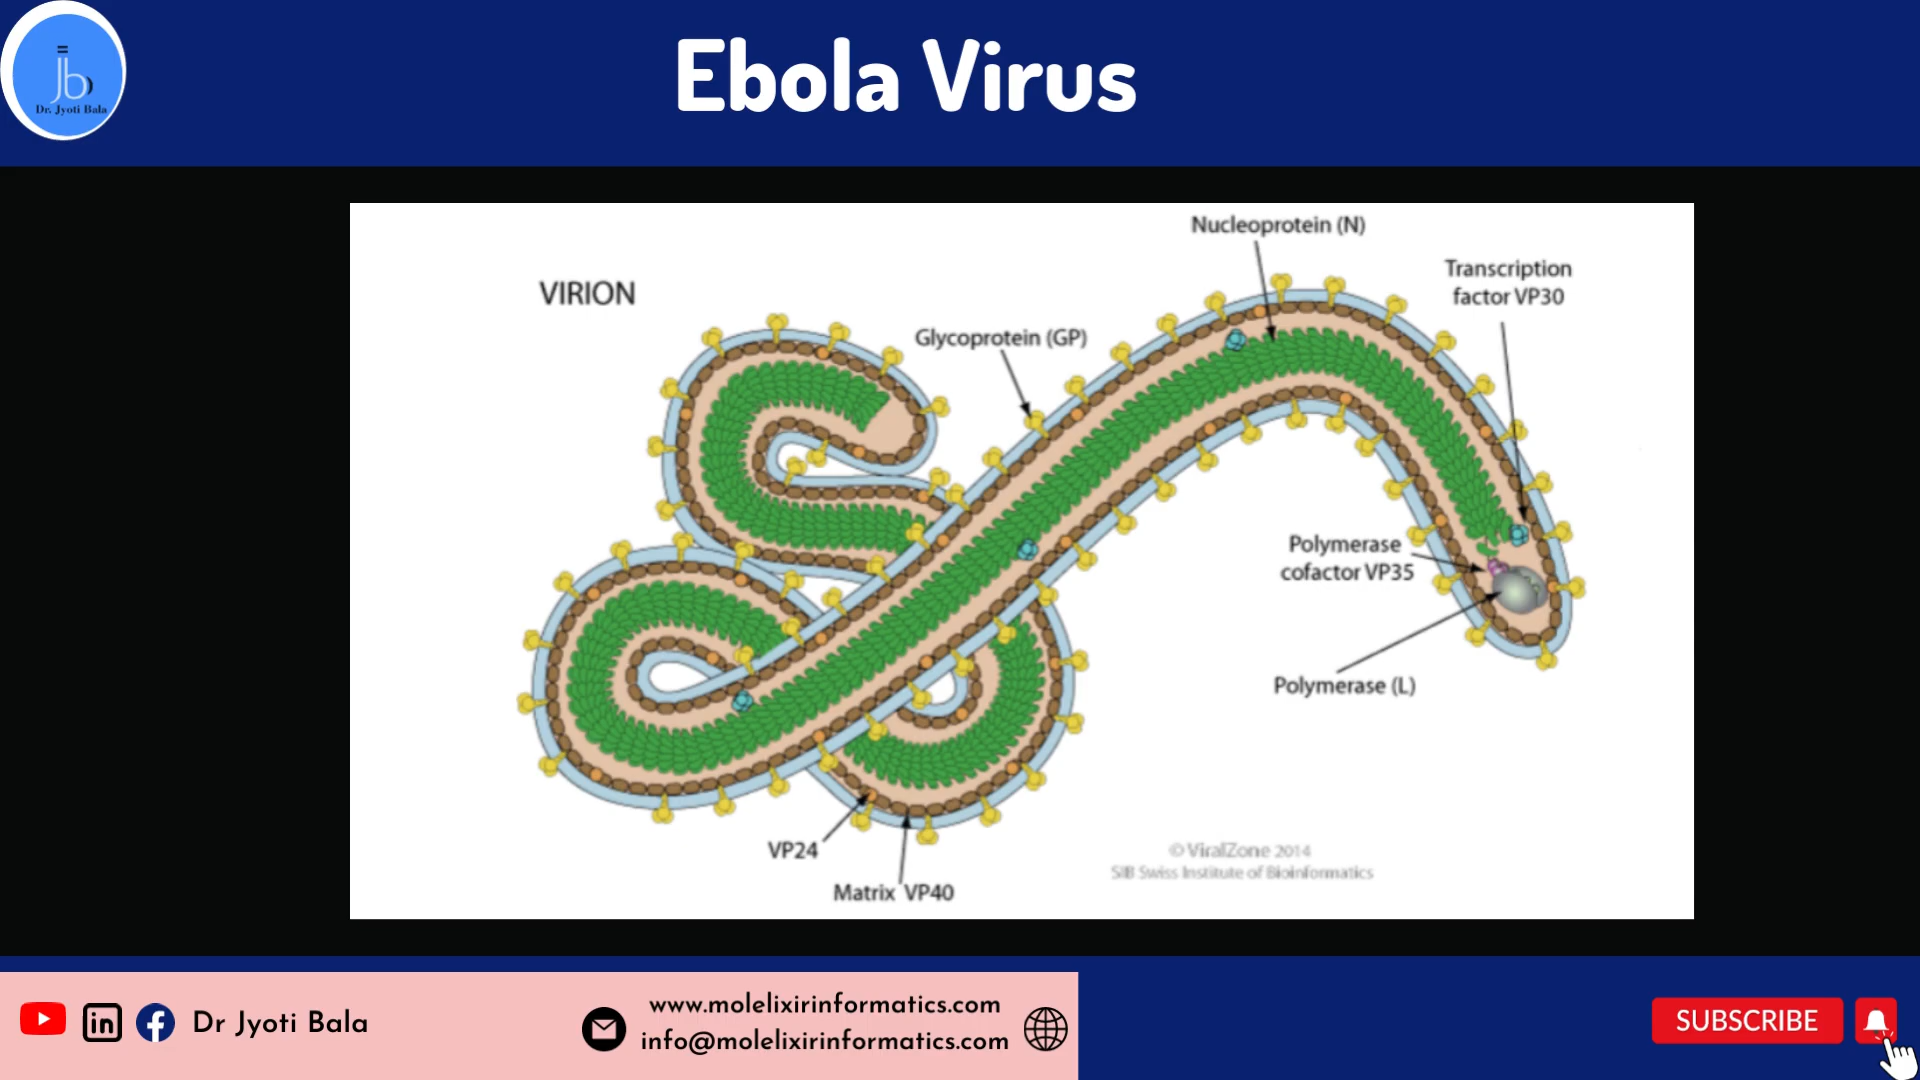 Ebola Virus
Dr. Jyoti Bala
VIRION
Nucleoprotein (N)
Transcription
factor VP30
Glycoprotein (GP)
Polymerase
cofactor VP35
Polymerase (L)
VP24
Matrix VP40
© ViralZone 2014
SIB Swiss Institute of Bioinformatics
Dr Jyoti Bala
www.molelixirinformatics.com
info@molelixirinformatics.com
SUBSCRIBE